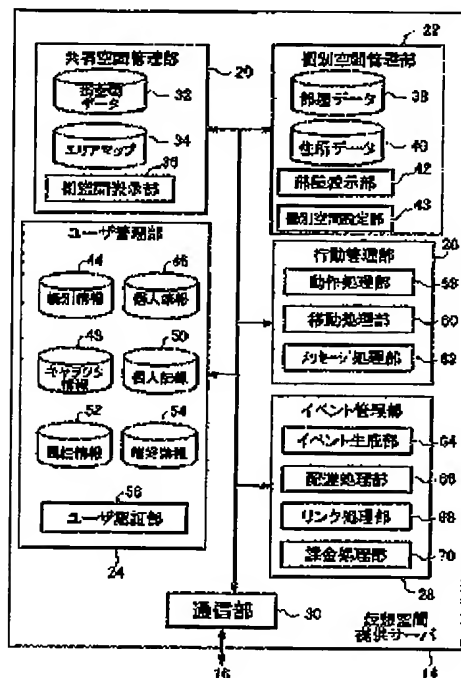 共有空間管理部
20
データ
32
エリアマップ
34
36
個別空間管理部
22
部屋データ
38
住所データ
40
部屋表示部
42
個別空間設定部
43
ユーザ管理部
44
識別情報
46
個人情報
48
キャラクタ情報
50
52
54
56
ユーザ認証部
24
行動管理部
26
動作処理部
58
移動処理部
60
メッセージ処理部
62
イベント管理部
イベント生成部
64
配達処理部
66
リンク処理部
68
課金処理部
70
28
通信部
30
仮想空間
提供サーバ
16
14